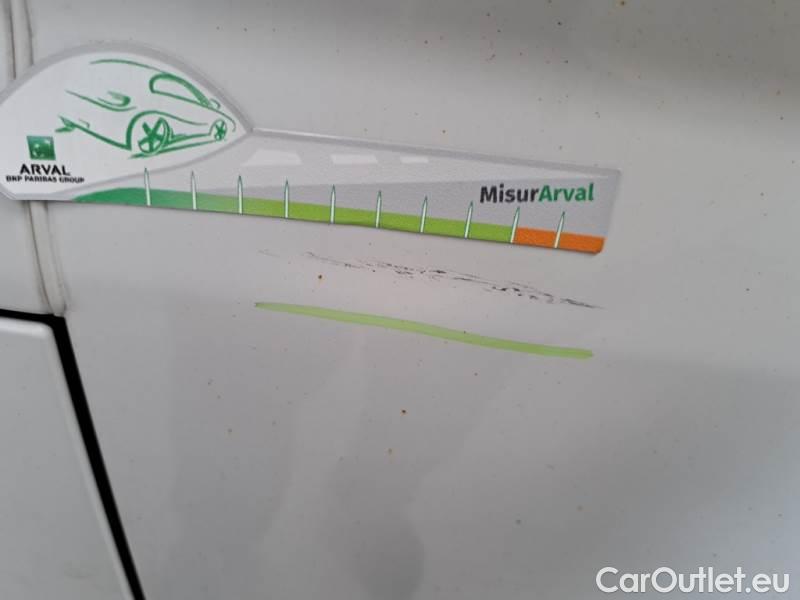 ARVAL
BNP PARIBAS GROUP
MisurArval
CarOutlet.eu